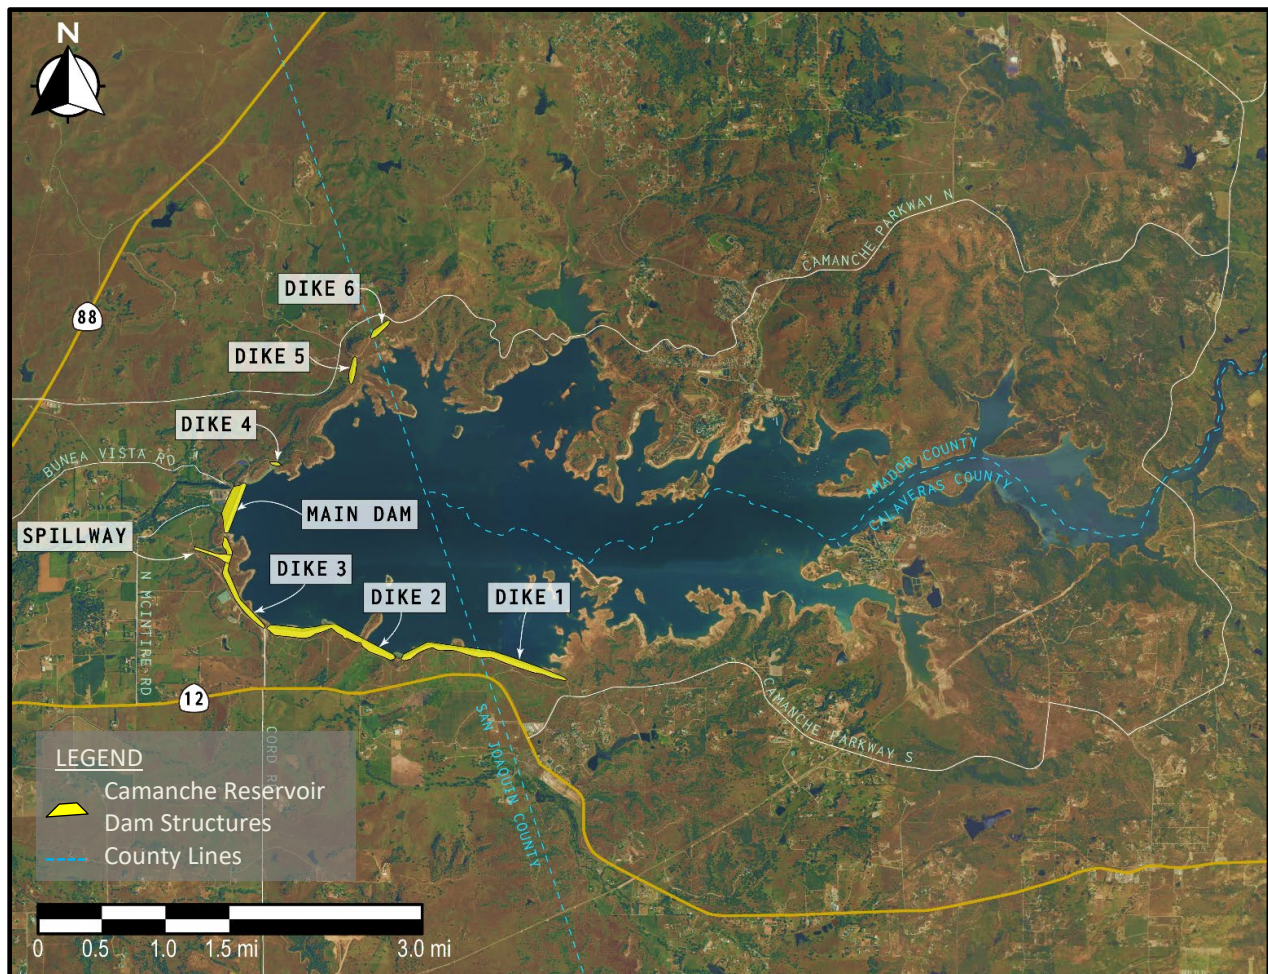 N
CAMANCHE PARKWAY N
DIKE 6
88
DIKE 5
DIKE 4
BUNEA VISTA RD
AMADOR COUNTY
CALAVERAS COUNTY
MAIN DAM
SPILLWAY
DIKE 3
DIKE 2
DIKE 1
N MCINTIRE RD
12
CAMANCHE PARKWAY S
SAN JOAQUIN COUNTY
CORD R
LEGEND
Camanche Reservoir
Dam Structures
County Lines
0 0.5 1.0 1.5 mi 3.0 mi